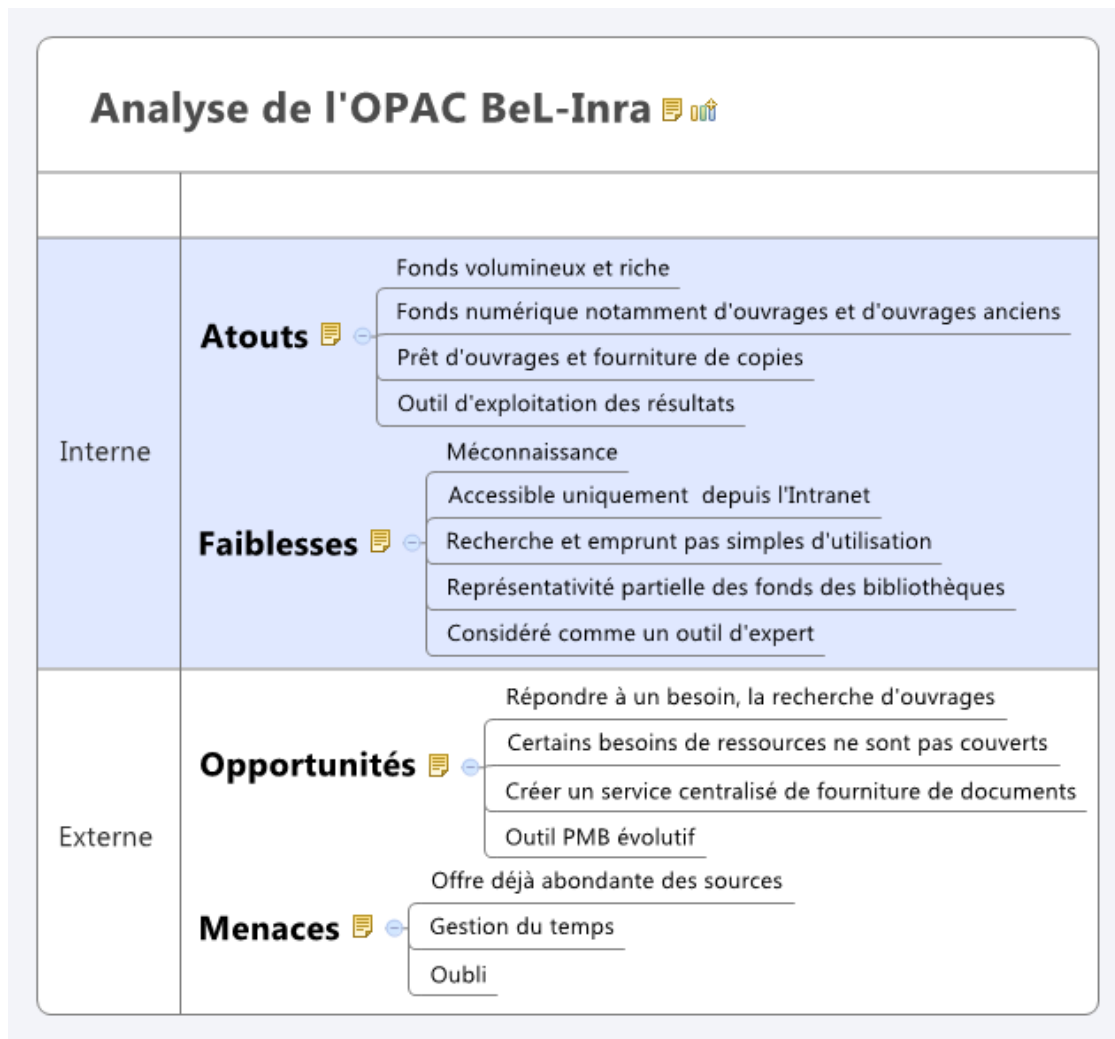 Analyse de l'OPAC BeL-Inra
Interne
Atouts
Fonds volumineux et riche
Fonds numérique notamment d'ouvrages et d'ouvrages anciens
Prêt d'ouvrages et fourniture de copies
Outil d'exploitation des résultats
Faiblesses
Méconnaissance
Accessible uniquement  depuis l'Intranet
Recherche et emprunt pas simples d'utilisation
Représentativité partielle des fonds des bibliothèques
Considéré comme un outil d'expert
Externe
Opportunités
Répondre à un besoin, la recherche d'ouvrages
Certains besoins de ressources ne sont pas couverts
Créer un service centralisé de fourniture de documents
Outil PMB évolutif
Menaces
Offre déjà abondante des sources
Gestion du temps
Oubli